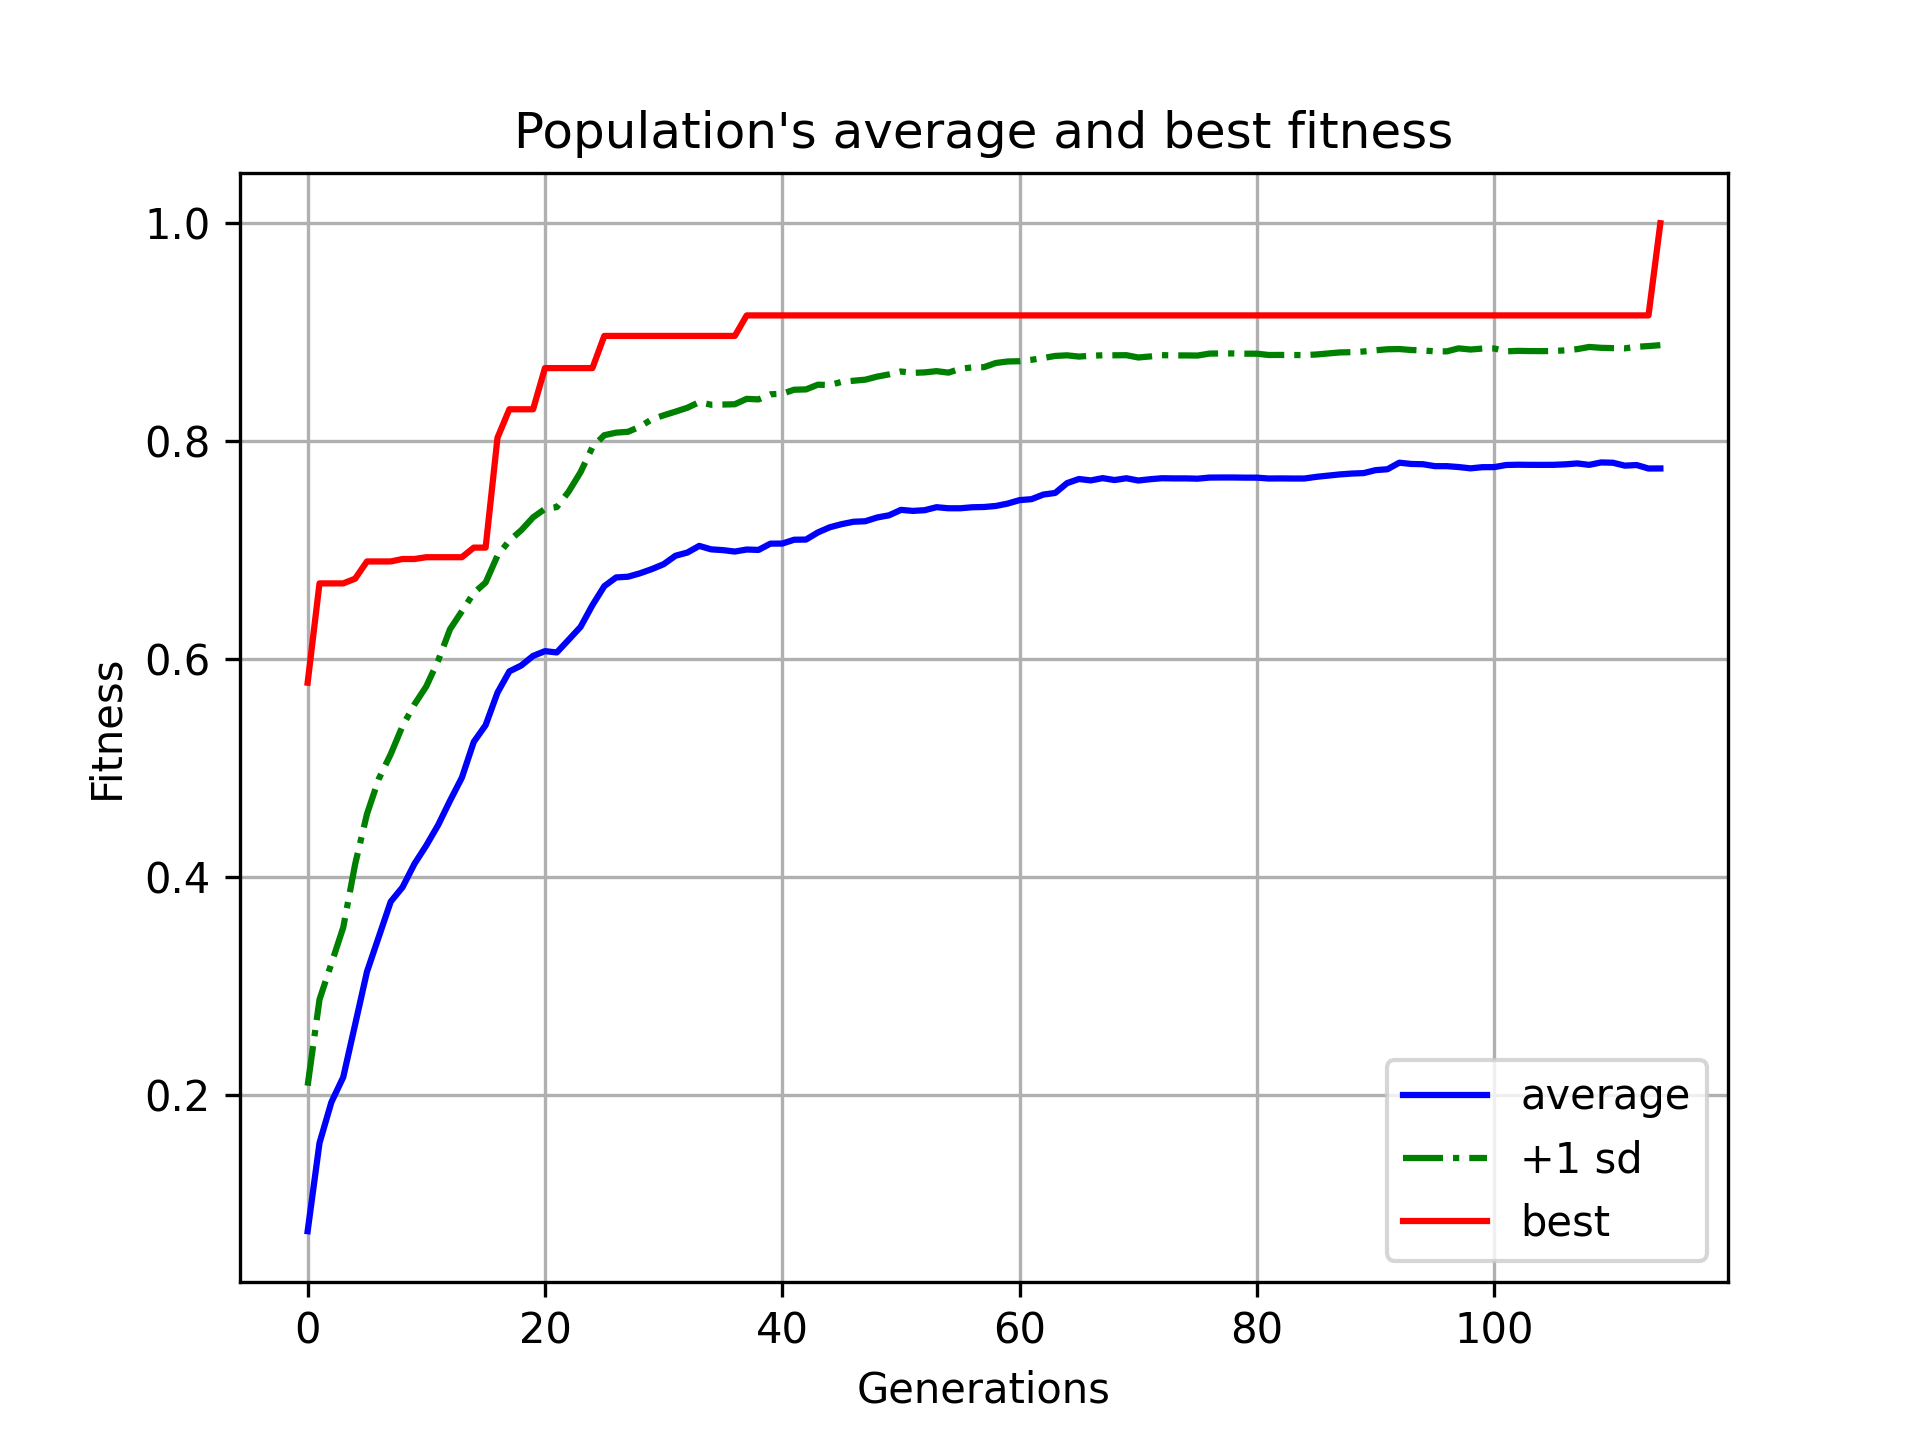 Population's average and best fitness
Fitness
1.0
0.8
0.6
0.4
0.2
0 20 40 60 80 100
Generations
average
+1 sd
best